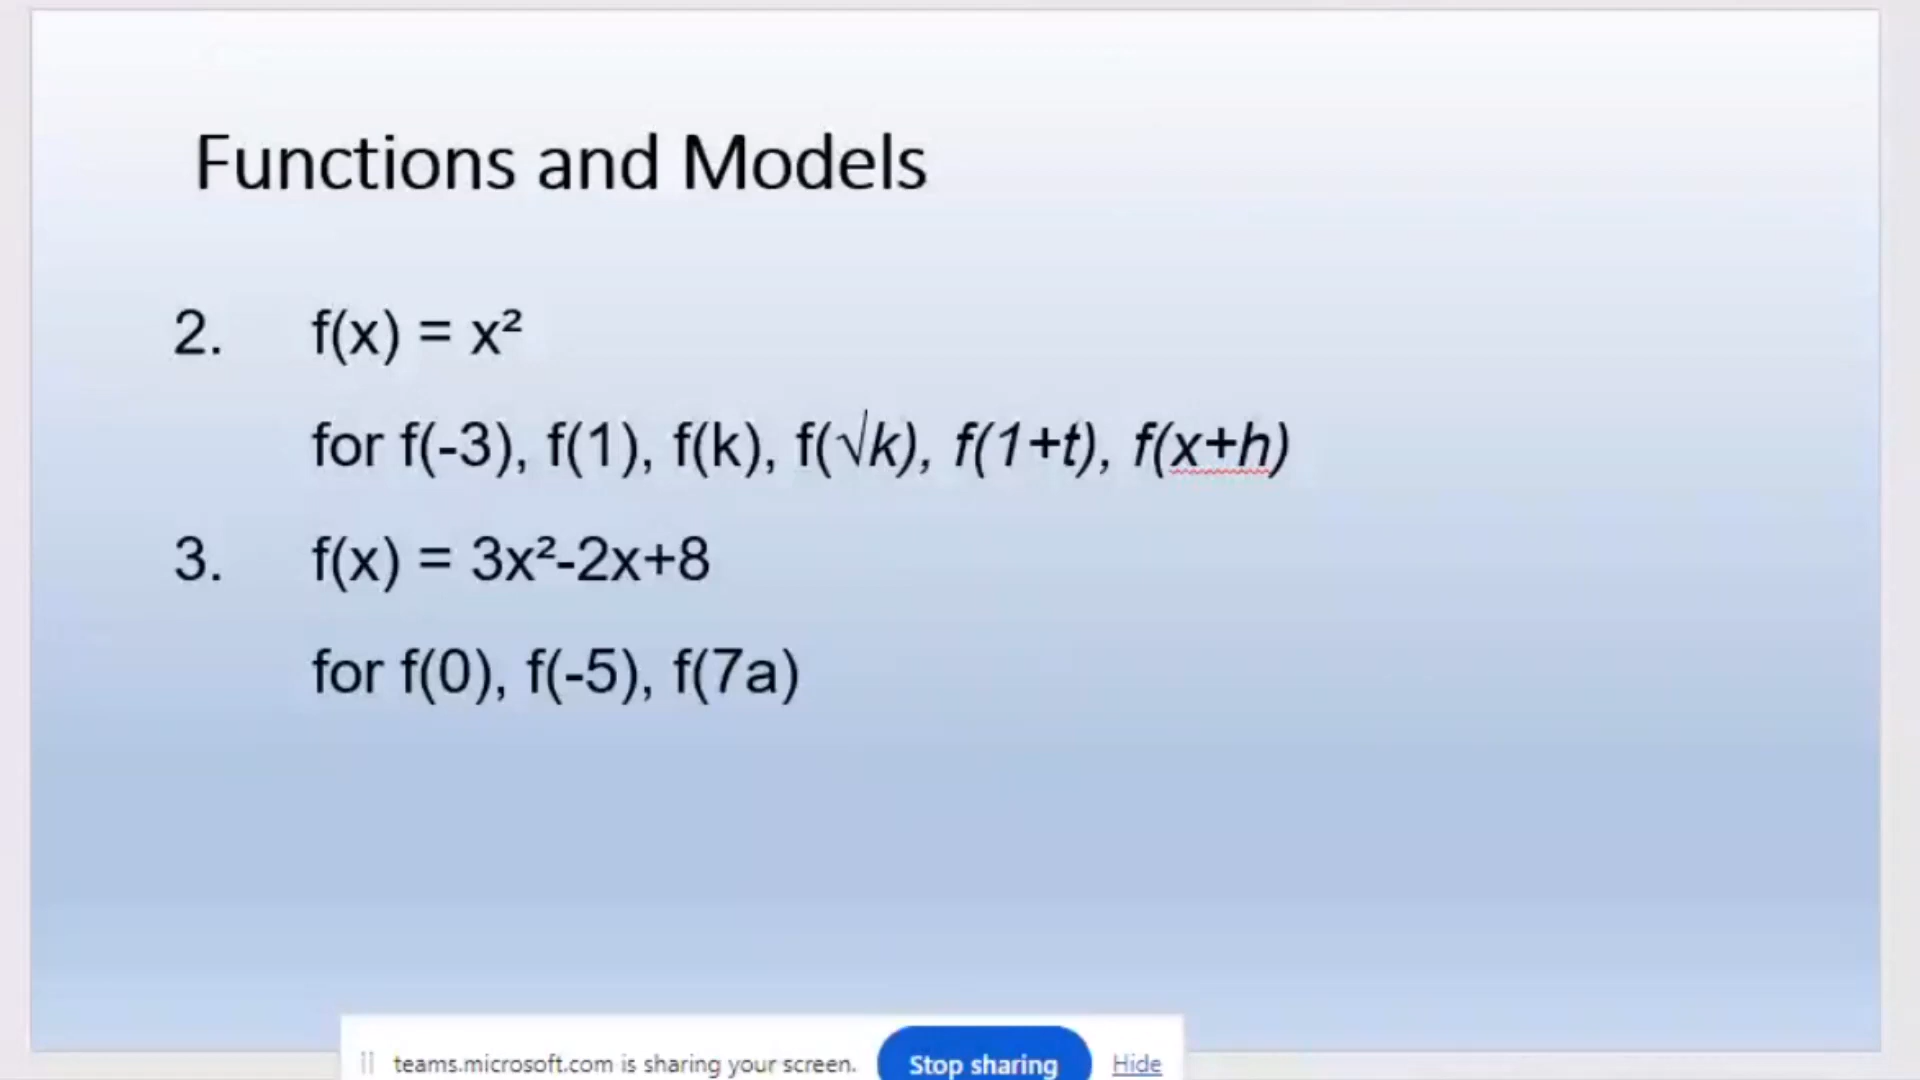 Functions and Models
2. f(x) = x²
for f(-3), f(1), f(k), f(√k), f(1+t), f(x+h)
3. f(x) = 3x²-2x+8
for f(0), f(-5), f(7a)
teams.microsoft.com is sharing your screen. Stop sharing Hide